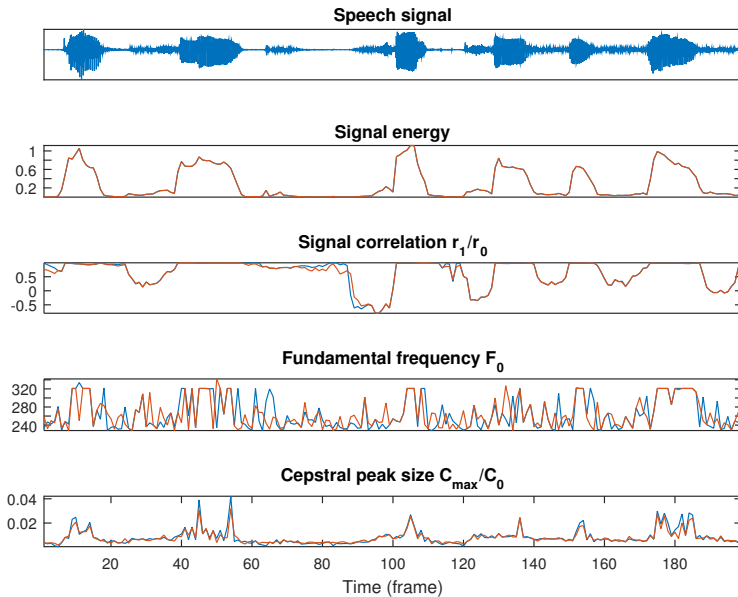 Speech signal
Signal energy
1
0.6
0.2
Signal correlation r₁/r₀
0.5
0
-0.5
Fundamental frequency F₀
320
280
240
Cepstral peak size Cₘₐₓ/C₀
0.04
0.02
20 40 60 80 100 120 140 160 180
Time (frame)